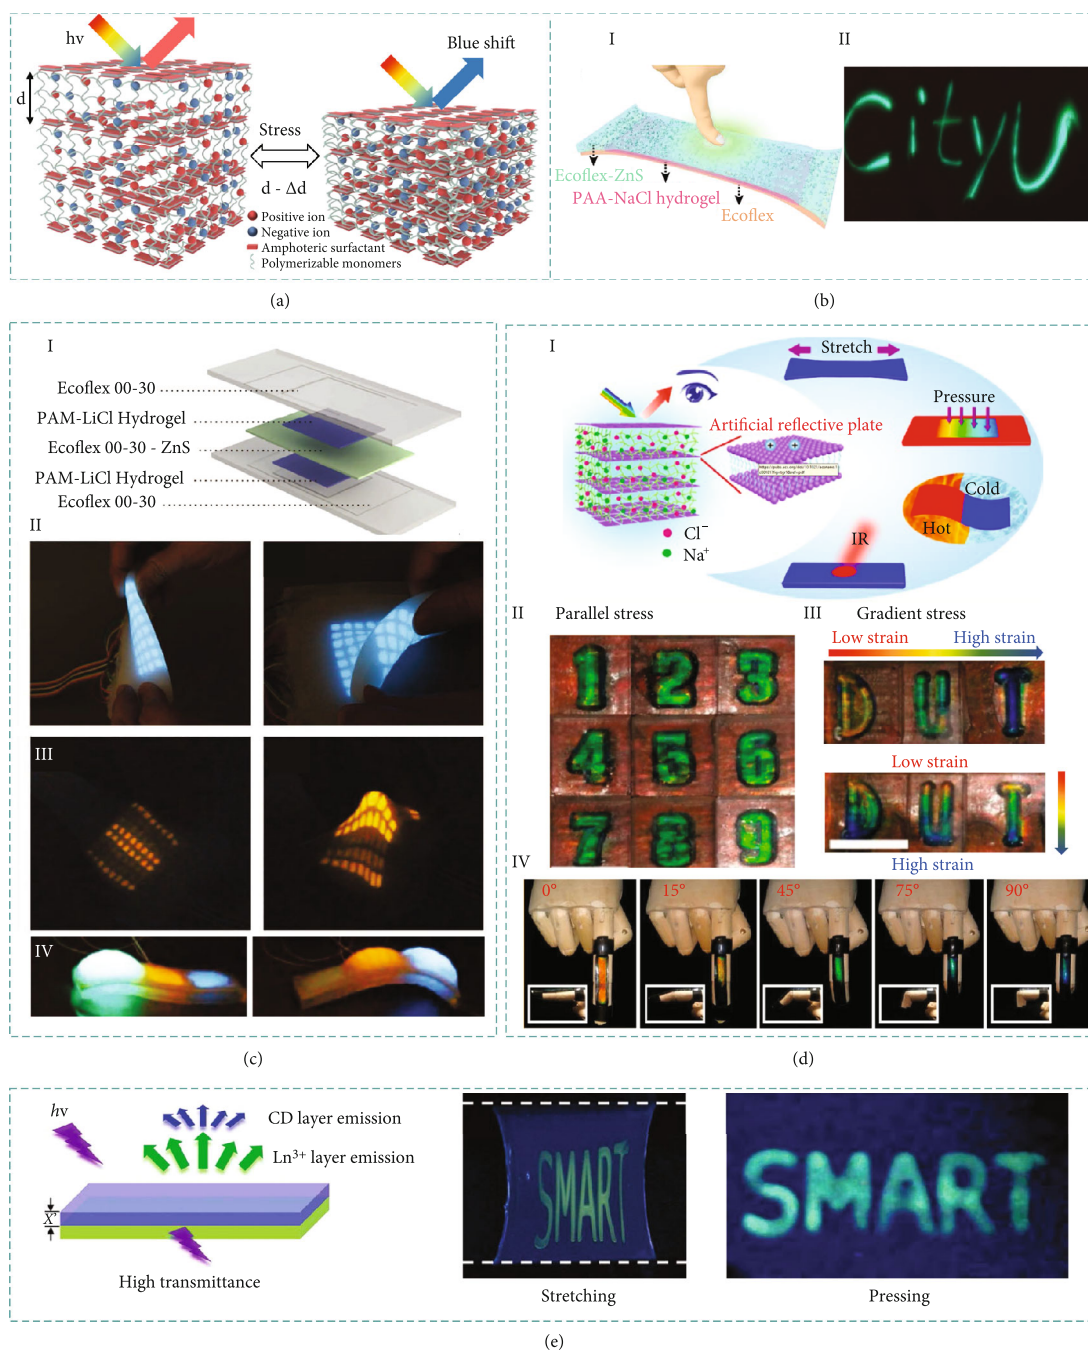 hv
Blue shift
d
Stress
d - Δd
Positive ion
Negative ion
Amphoteric surfactant
Polymerizable monomers
(a)
I
II
Ecoflex-ZnS
PAA-NaCl hydrogel
Ecoflex
CityU
(b)
I
Ecoflex 00-30
PAM-LiCl Hydrogel
Ecoflex 00-30 - ZnS
PAM-LiCl Hydrogel
Ecoflex 00-30
II
III
IV
(c)
I
Stretch
Pressure
Artificial reflective plate
+ +
Cold
Hot
IR
Cl⁻
Na⁺
II Parallel stress
1 2 3
4 5 6
7 8 9
III Gradient stress
Low strain High strain
D U T
Low strain
D U T
High strain
IV
0° 15° 45° 75° 90°
(d)
hv
CD layer emission
Ln³⁺ layer emission
X'
High transmittance
SMART
Stretching
SMART
Pressing
(e)